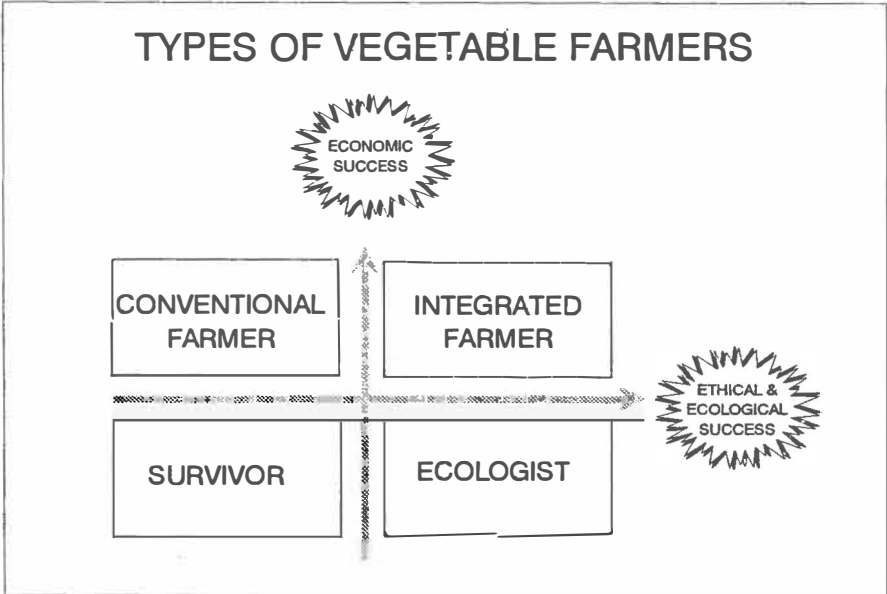 TYPES OF VEGETABLE FARMERS
ECONOMIC
SUCCESS
CONVENTIONAL
FARMER
INTEGRATED
FARMER
ETHICAL &
ECOLOGICAL
SUCCESS
SURVIVOR
ECOLOGIST